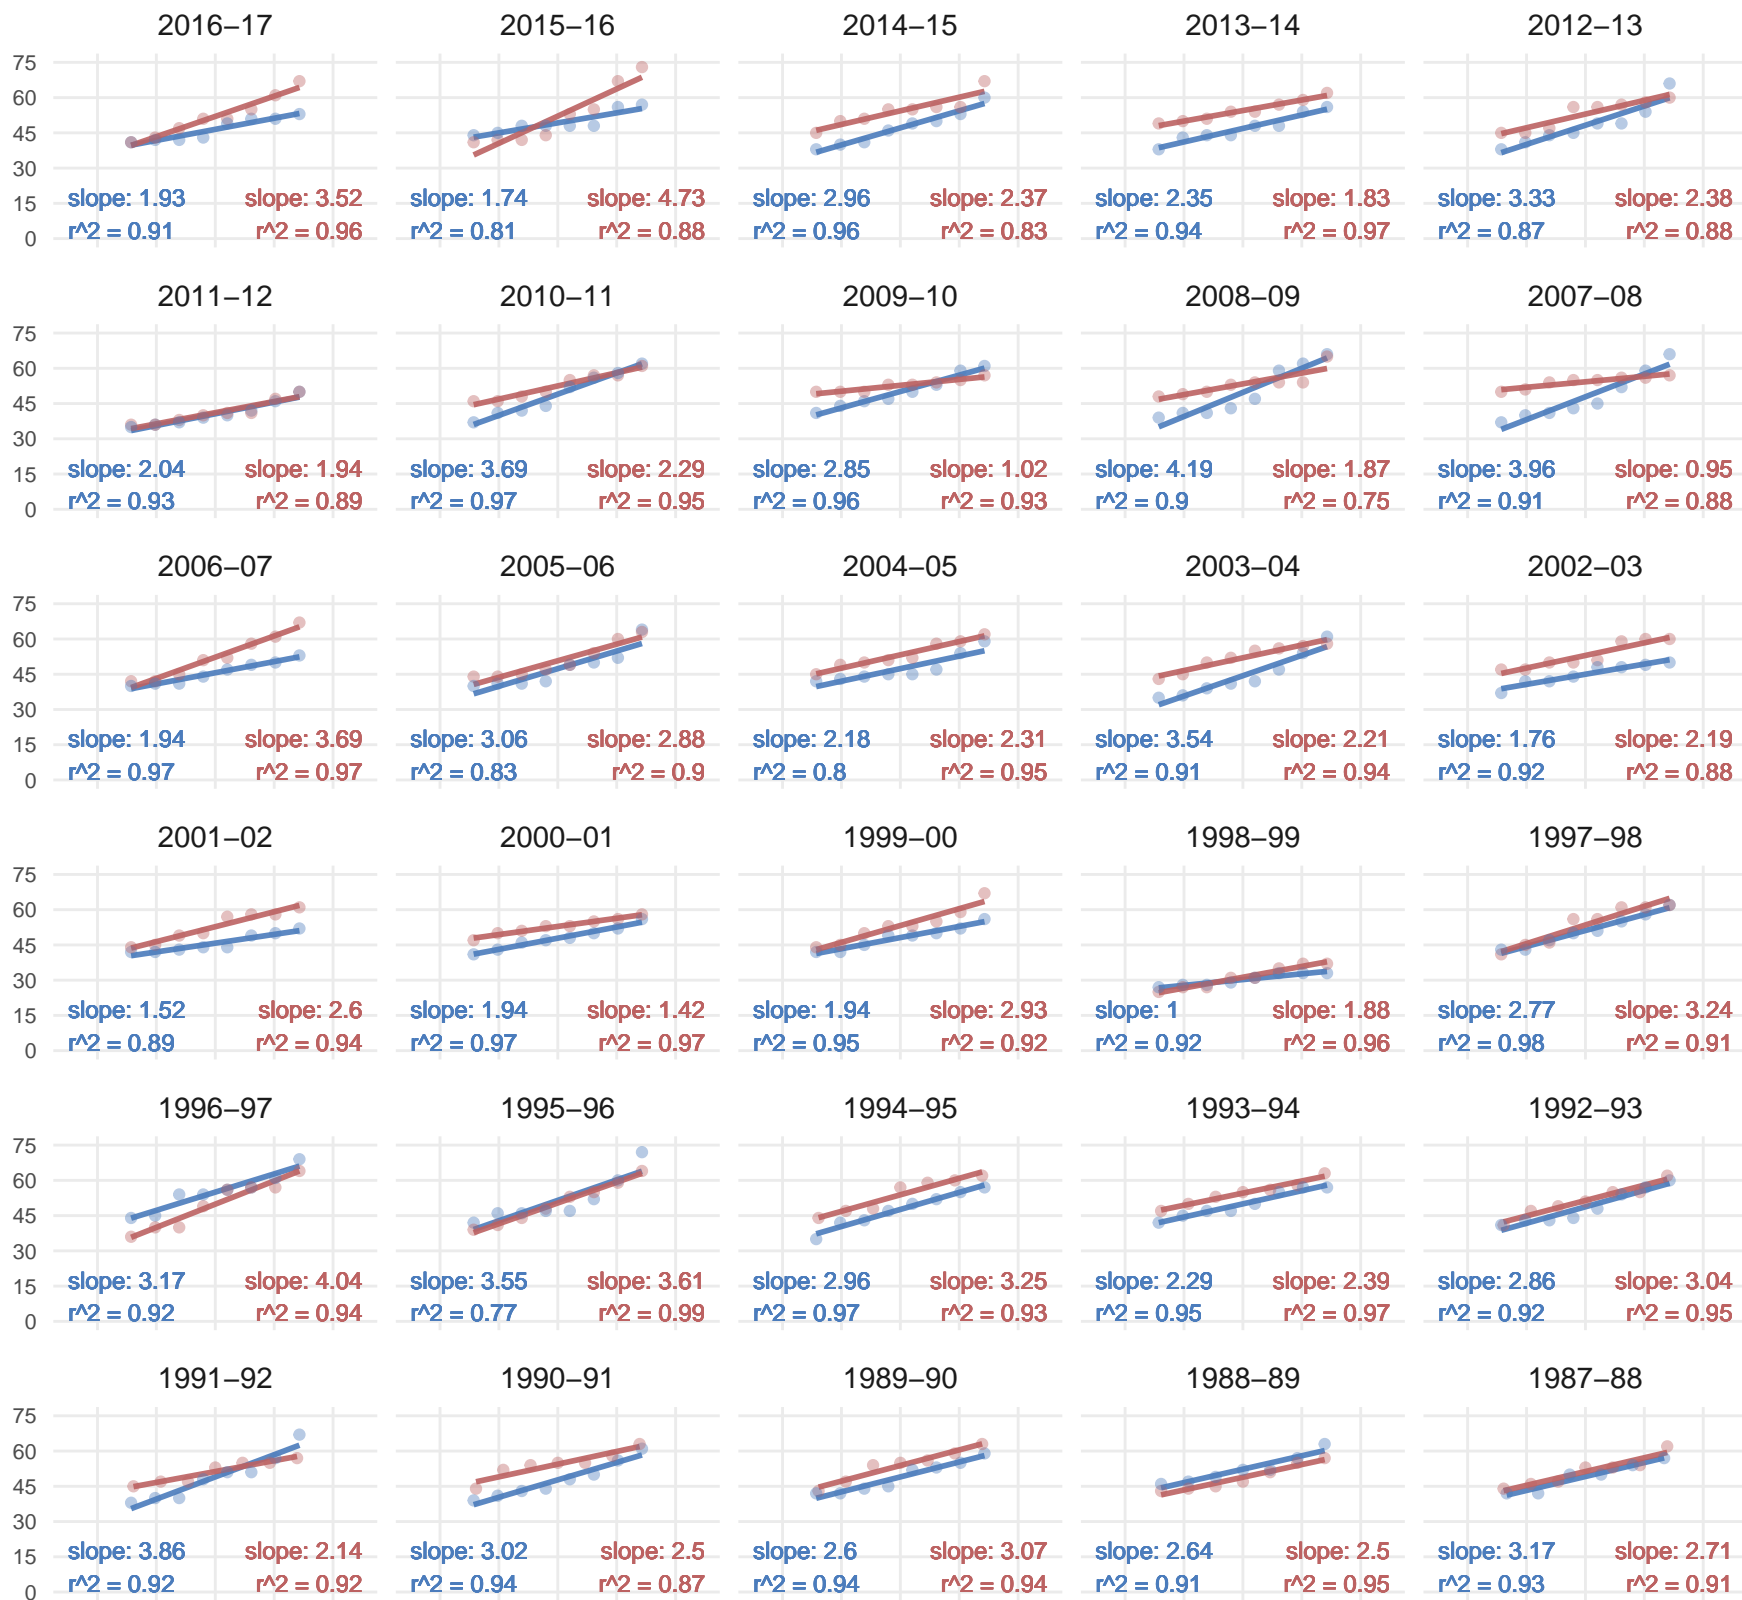 2016–17 2015–16 2014–15 2013–14 2012–13
75
60
45
30
15
0
slope: 1.93 slope: 3.52 slope: 1.74 slope: 4.73 slope: 2.96 slope: 2.37 slope: 2.35 slope: 1.83 slope: 3.33 slope: 2.38
r^2 = 0.91 r^2 = 0.96 r^2 = 0.81 r^2 = 0.88 r^2 = 0.96 r^2 = 0.83 r^2 = 0.94 r^2 = 0.97 r^2 = 0.87 r^2 = 0.88
2011–12 2010–11 2009–10 2008–09 2007–08
75
60
45
30
15
0
slope: 2.04 slope: 1.94 slope: 3.69 slope: 2.29 slope: 2.85 slope: 1.02 slope: 4.19 slope: 1.87 slope: 3.96 slope: 0.95
r^2 = 0.93 r^2 = 0.89 r^2 = 0.97 r^2 = 0.95 r^2 = 0.96 r^2 = 0.93 r^2 = 0.9 r^2 = 0.75 r^2 = 0.91 r^2 = 0.88
2006–07 2005–06 2004–05 2003–04 2002–03
75
60
45
30
15
0
slope: 1.94 slope: 3.69 slope: 3.06 slope: 2.88 slope: 2.18 slope: 2.31 slope: 3.54 slope: 2.21 slope: 1.76 slope: 2.19
r^2 = 0.97 r^2 = 0.97 r^2 = 0.83 r^2 = 0.9 r^2 = 0.8 r^2 = 0.95 r^2 = 0.91 r^2 = 0.94 r^2 = 0.92 r^2 = 0.88
2001–02 2000–01 1999–00 1998–99 1997–98
75
60
45
30
15
0
slope: 1.52 slope: 2.6 slope: 1.94 slope: 1.42 slope: 1.94 slope: 2.93 slope: 1 slope: 1.88 slope: 2.77 slope: 3.24
r^2 = 0.89 r^2 = 0.94 r^2 = 0.97 r^2 = 0.97 r^2 = 0.95 r^2 = 0.92 r^2 = 0.92 r^2 = 0.96 r^2 = 0.98 r^2 = 0.91
1996–97 1995–96 1994–95 1993–94 1992–93
75
60
45
30
15
0
slope: 3.17 slope: 4.04 slope: 3.55 slope: 3.61 slope: 2.96 slope: 3.25 slope: 2.29 slope: 2.39 slope: 2.86 slope: 3.04
r^2 = 0.92 r^2 = 0.94 r^2 = 0.77 r^2 = 0.99 r^2 = 0.97 r^2 = 0.93 r^2 = 0.95 r^2 = 0.97 r^2 = 0.92 r^2 = 0.95
1991–92 1990–91 1989–90 1988–89 1987–88
75
60
45
30
15
0
slope: 3.86 slope: 2.14 slope: 3.02 slope: 2.5 slope: 2.6 slope: 3.07 slope: 2.64 slope: 2.5 slope: 3.17 slope: 2.71
r^2 = 0.92 r^2 = 0.92 r^2 = 0.94 r^2 = 0.87 r^2 = 0.94 r^2 = 0.94 r^2 = 0.91 r^2 = 0.95 r^2 = 0.93 r^2 = 0.91